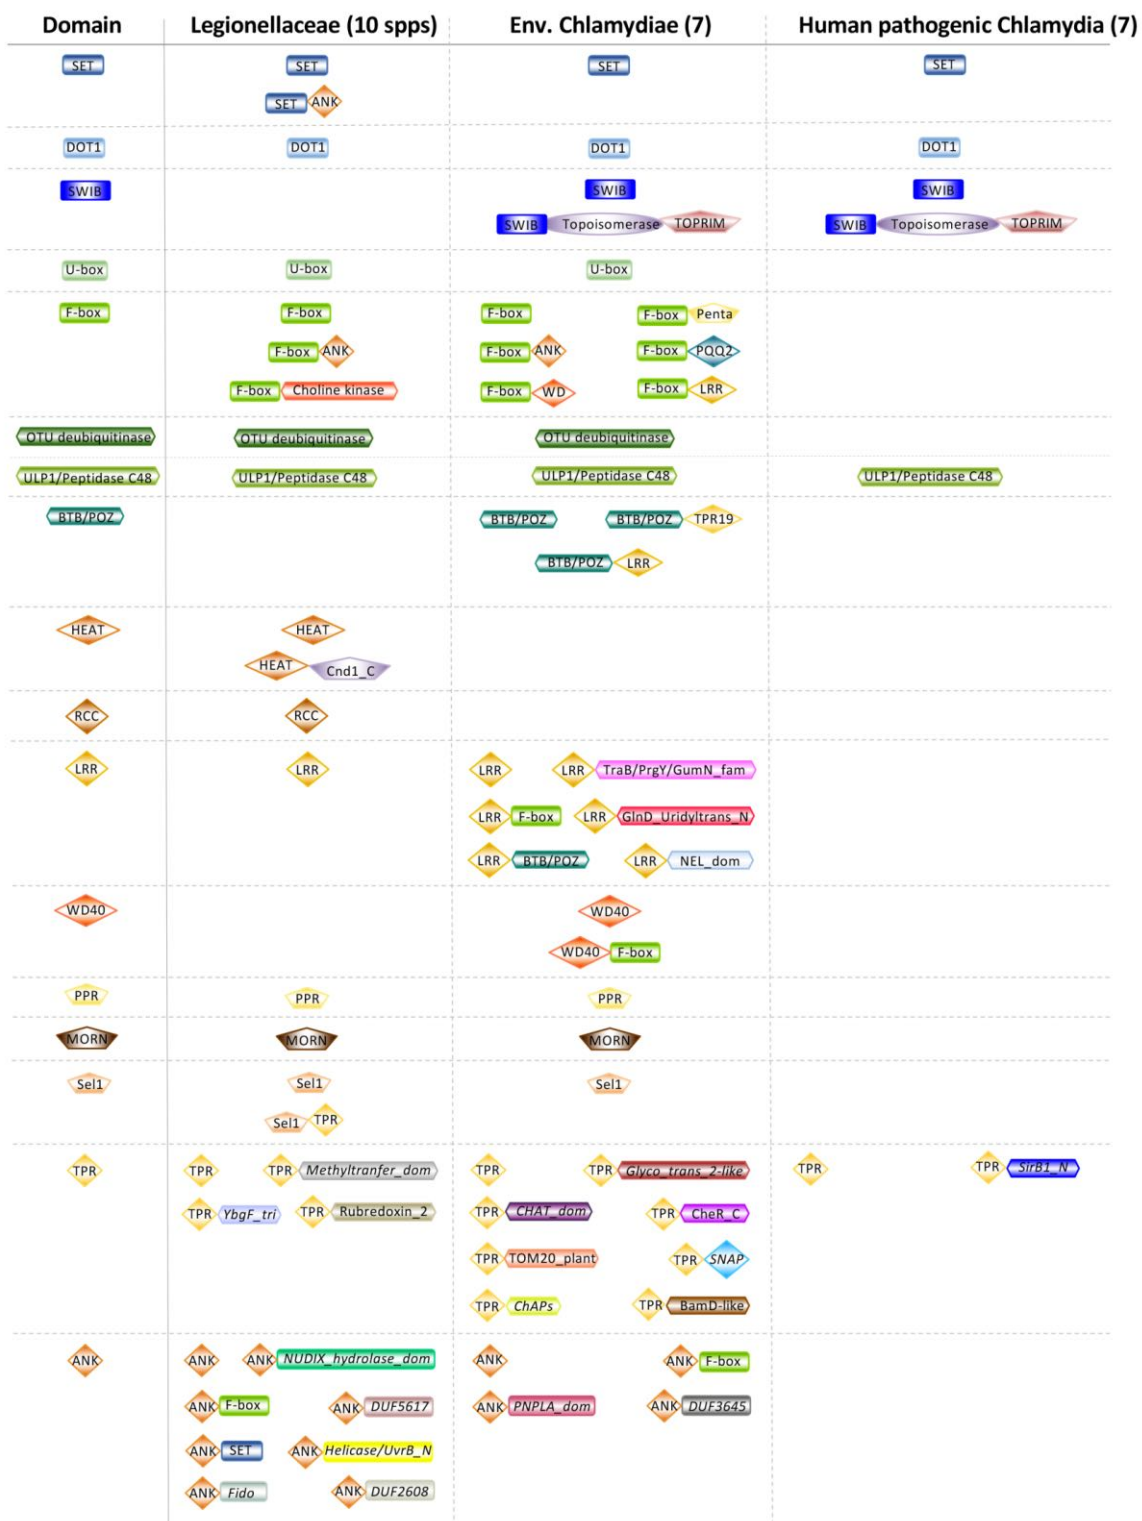 Domain Legionellaceae (10 spps) Env. Chlamydiae (7) Human pathogenic Chlamydia (7)
SET SET SET SET
SET ANK
DOT1 DOT1 DOT1 DOT1
SWIB SWIB SWIB
SWIB Topoisomerase TOPRIM SWIB Topoisomerase TOPRIM
U-box U-box U-box
F-box F-box F-box F-box Penta
F-box ANK F-box ANK F-box PQQ2
F-box Choline kinase F-box WD F-box LRR
OTU deubiquitinase OTU deubiquitinase OTU deubiquitinase
ULP1/Peptidase C48 ULP1/Peptidase C48 ULP1/Peptidase C48 ULP1/Peptidase C48
BTB/POZ BTB/POZ BTB/POZ TPR19
BTB/POZ LRR
HEAT HEAT
HEAT Cnd1_C
RCC RCC
LRR LRR LRR LRR TraB/PrgY/GumN_fam
LRR F-box LRR GlnD_Uridyltrans_N
LRR BTB/POZ LRR NEL_dom
WD40 WD40
WD40 F-box
PPR PPR PPR
MORN MORN MORN
Sel1 Sel1 Sel1
Sel1 TPR
TPR TPR TPR Methyltranfer_dom TPR TPR Glyco_trans_2-like TPR TPR SirB1_N
TPR YbgF_tri TPR Rubredoxin_2 TPR CHAT_dom TPR CheR_C
TPR TOM20_plant TPR SNAP
TPR ChAPs TPR BamD-like
ANK ANK ANK NUDIX_hydrolase_dom ANK ANK F-box
ANK F-box ANK DUF5617 ANK PNPLA_dom ANK DUF3645
ANK SET ANK Helicase/UvrB_N
ANK Fido ANK DUF2608